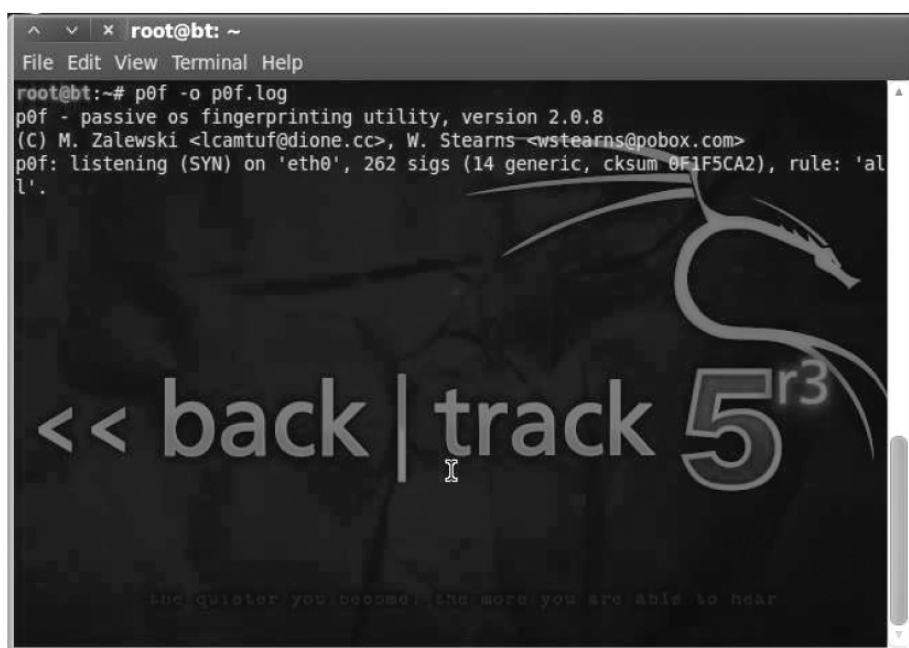 root@bt: ~
File Edit View Terminal Help
root@bt:~# p0f -o p0f.log
p0f - passive os fingerprinting utility, version 2.0.8
(C) M. Zalewski <lcamtuf@dione.cc>, W. Stearns <wstearns@pobox.com>
p0f: listening (SYN) on 'eth0', 262 sigs (14 generic, cksum 0F1F5CA2), rule: 'al
l'.
<< back | track 5 r3
the quieter you become, the more you are able to hear